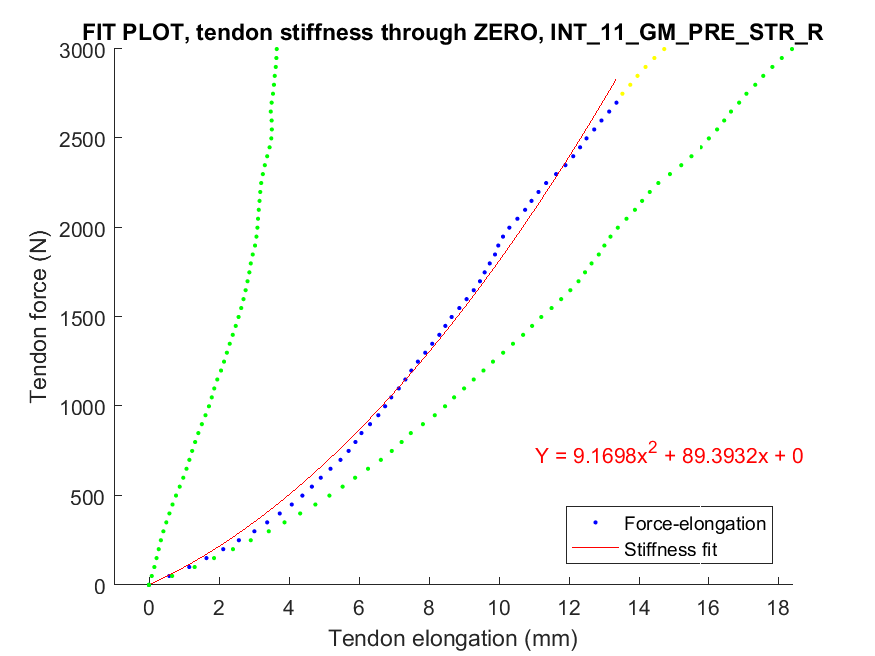 FIT PLOT, tendon stiffness through ZERO, INT_11_GM_PRE_STR_R
3000
2500
2000
1500
1000
500
0
Tendon force (N)
Y = 9.1698x² + 89.3932x + 0
Force-elongation
Stiffness fit
0 2 4 6 8 10 12 14 16 18
Tendon elongation (mm)